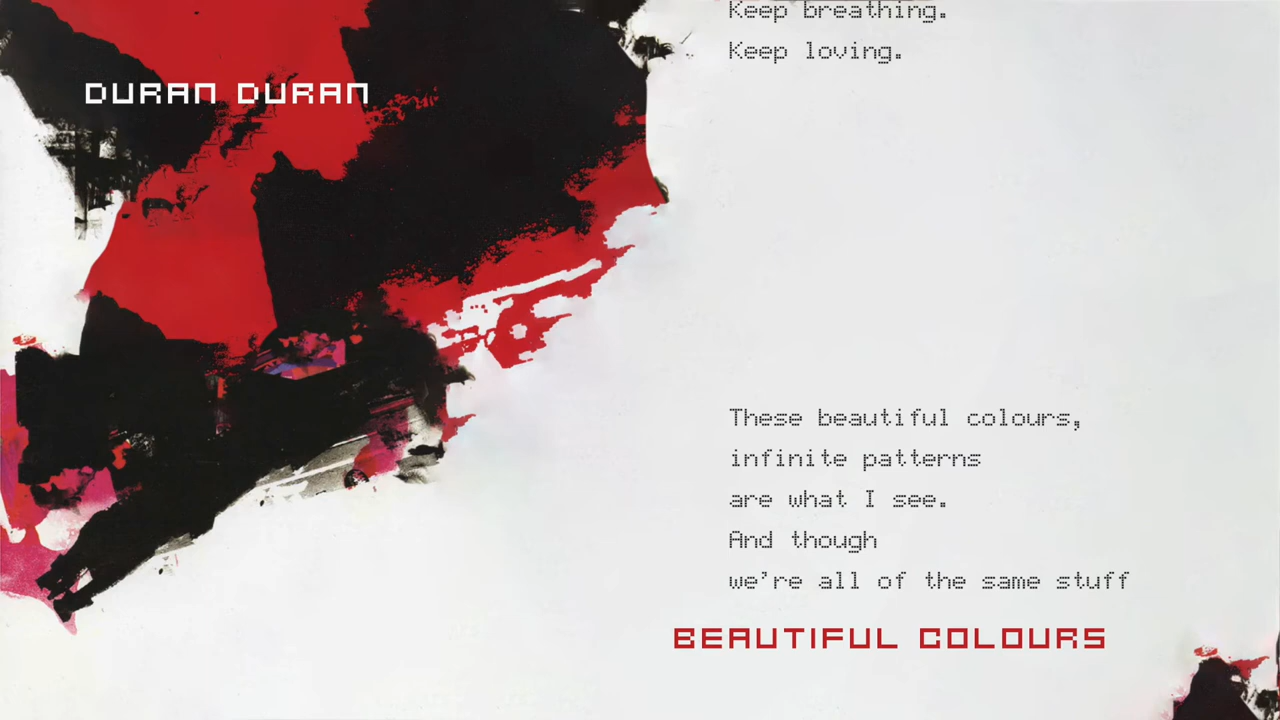 Keep breathing.
Keep loving.
DURAN DURAN
These beautiful colours,
infinite patterns
are what I see.
And though
we’re all of the same stuff
BEAUTIFUL COLOURS